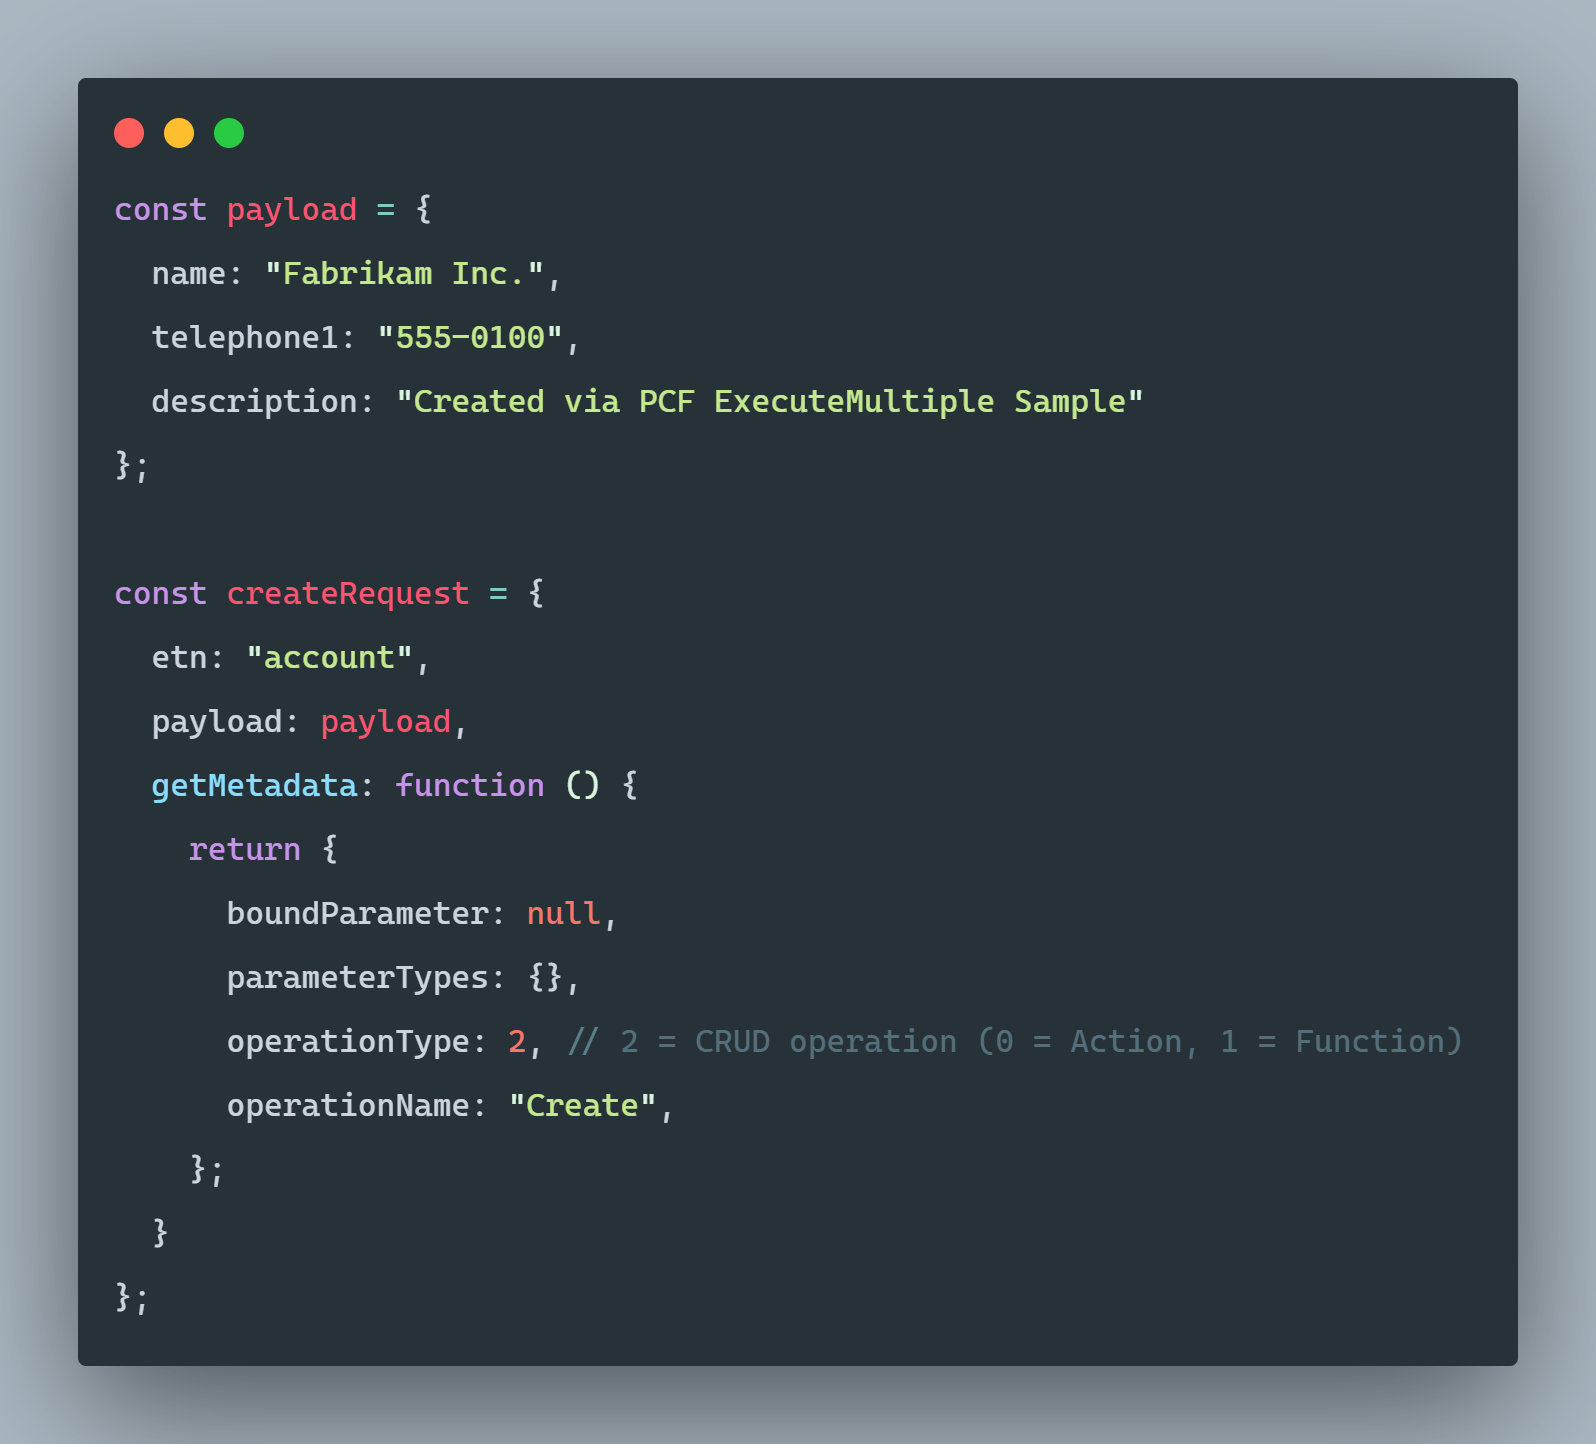 const payload = {
  name: "Fabrikam Inc.",
  telephone1: "555-0100",
  description: "Created via PCF ExecuteMultiple Sample"
};

const createRequest = {
  etn: "account",
  payload: payload,
  getMetadata: function () {
    return {
      boundParameter: null,
      parameterTypes: {},
      operationType: 2, // 2 = CRUD operation (0 = Action, 1 = Function)
      operationName: "Create",
    };
  }
};